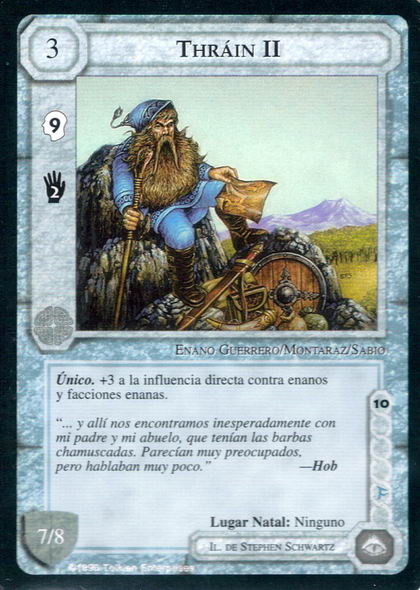 3
THRÁIN II
9
2
ENANO GUERRERO/MONTARAZ/SABIO
Único. +3 a la influencia directa contra enanos
y facciones enanas.
10
“... y allí nos encontramos inesperadamente con
mi padre y mi abuelo, que tenían las barbas
chamuscadas. Parecían muy preocupados,
pero hablaban muy poco.” —Hob
Lugar Natal: Ninguno
7/8
IL. DE STEPHEN SCHWARTZ
©1996 Tolkien Enterprises